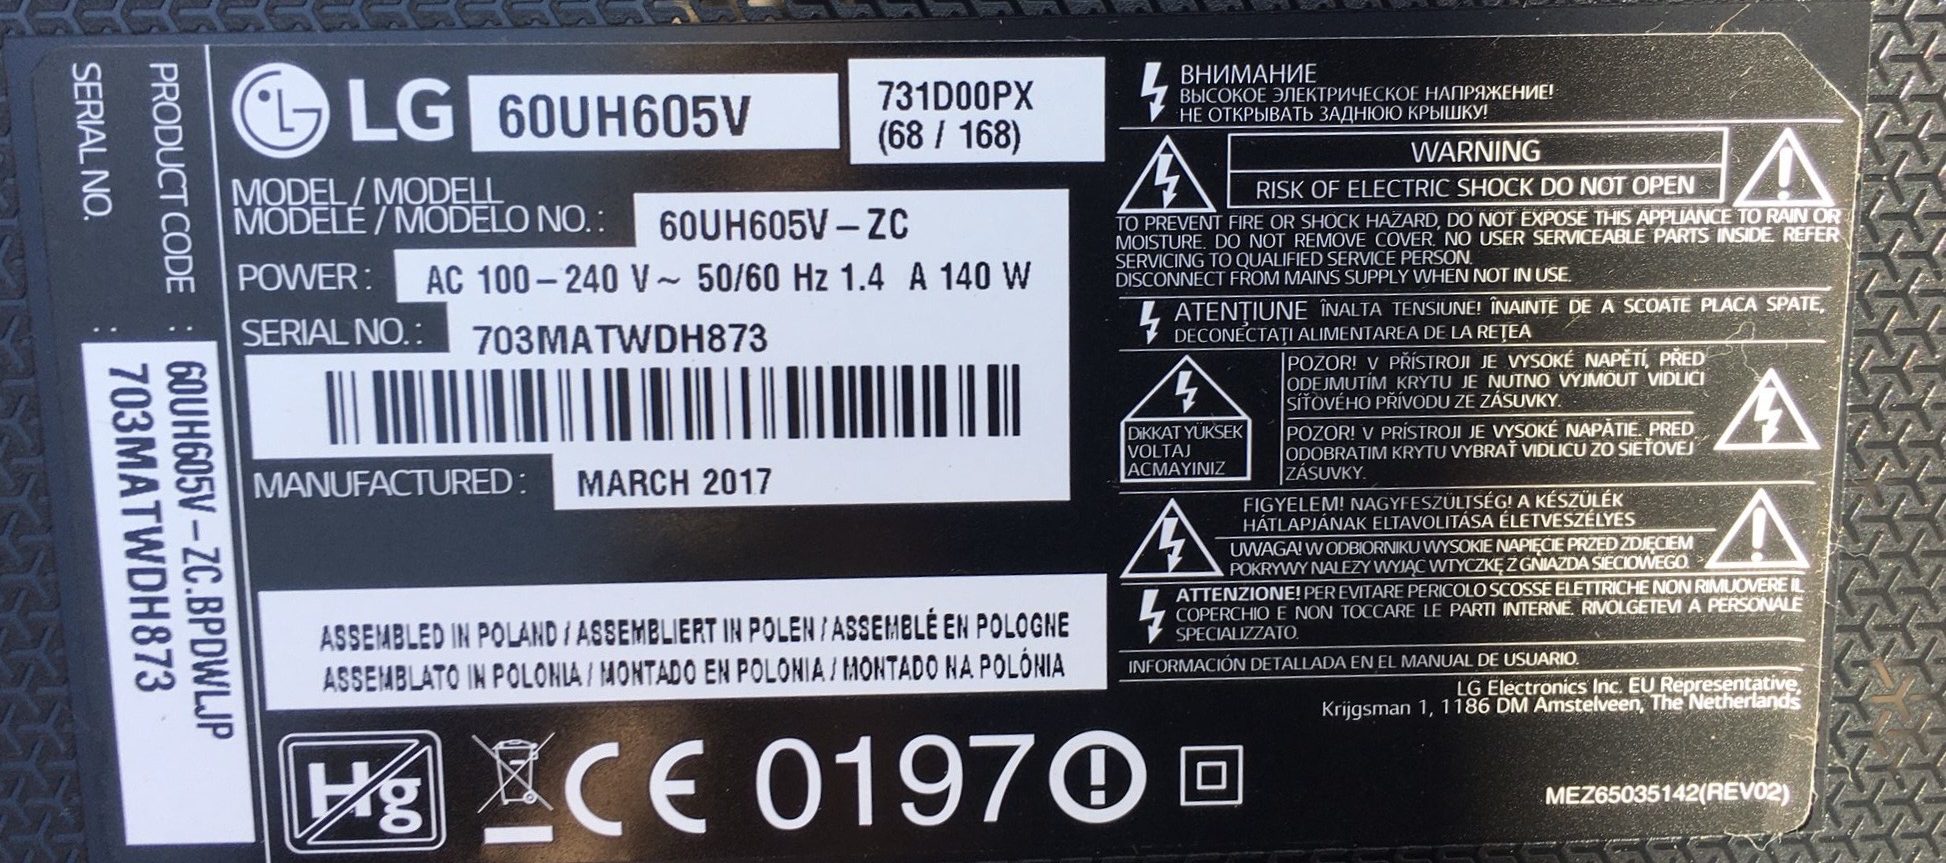 SERIAL NO. : 703MATWDH873
PRODUCT CODE : 60UH605V-ZC.BPDWLJP
LG 60UH605V
731D00PX
(68 / 168)
MODEL / MODELL
MODÈLE / MODELO NO. : 60UH605V-ZC
POWER : AC 100-240 V~ 50/60 Hz 1.4 A 140 W
SERIAL NO. : 703MATWDH873
MANUFACTURED : MARCH 2017
ASSEMBLED IN POLAND / ASSEMBLIERT IN POLEN / ASSEMBLÉ EN POLOGNE
ASSEMBLATO IN POLONIA / MONTADO EN POLONIA / MONTADO NA POLÓNIA
Hg
CE 0197
ВНИМАНИЕ
ВЫСОКОЕ ЭЛЕКТРИЧЕСКОЕ НАПРЯЖЕНИЕ!
НЕ ОТКРЫВАТЬ ЗАДНЮЮ КРЫШКУ!
WARNING
RISK OF ELECTRIC SHOCK DO NOT OPEN
TO PREVENT FIRE OR SHOCK HAZARD, DO NOT EXPOSE THIS APPLIANCE TO RAIN OR
MOISTURE. DO NOT REMOVE COVER. NO USER SERVICEABLE PARTS INSIDE. REFER
SERVICING TO QUALIFIED SERVICE PERSON.
DISCONNECT FROM MAINS SUPPLY WHEN NOT IN USE.
ATENȚIUNE ÎNALTA TENSIUNE! ÎNAINTE DE A SCOATE PLACA SPATE,
DECONECTAȚI ALIMENTAREA DE LA REȚEA
DİKKAT YÜKSEK
VOLTAJ
ACMAYINIZ
POZOR! V PŘÍSTROJI JE VYSOKÉ NAPĚTÍ, PŘED
ODEJMUTÍM KRYTU JE NUTNO VYJMOUT VIDLICI
SÍŤOVÉHO PŘÍVODU ZE ZÁSUVKY.
POZOR! V PRÍSTROJI JE VYSOKÉ NAPÄTIE. PRED
ODOBRATIM KRYTU VYBRAŤ VIDLICU ZO SIEŤOVEJ
ZÁSUVKY.
FIGYELEM! NAGYFESZÜLTSÉG! A KÉSZÜLÉK
HÁTLAPJÁNAK ELTAVOLITÁSA ÉLETVESZÉLYES
UWAGA! W ODBIORNIKU WYSOKIE NAPIĘCIE PRZED ZDJĘCIEM
POKRYWY NALEZY WYJĄC WTYCZKĘ Z GNIAZDA SIECIOWEGO.
ATTENZIONE! PER EVITARE PERICOLO SCOSSE ELETTRICHE NON RIMUOVERE IL
COPERCHIO E NON TOCCARE LE PARTI INTERNE. RIVOLGETEVI A PERSONALE
SPECIALIZZATO.
INFORMACIÓN DETALLADA EN EL MANUAL DE USUARIO.
LG Electronics Inc. EU Representative,
Krijgsman 1, 1186 DM Amstelveen, The Netherlands
MEZ65035142(REV02)